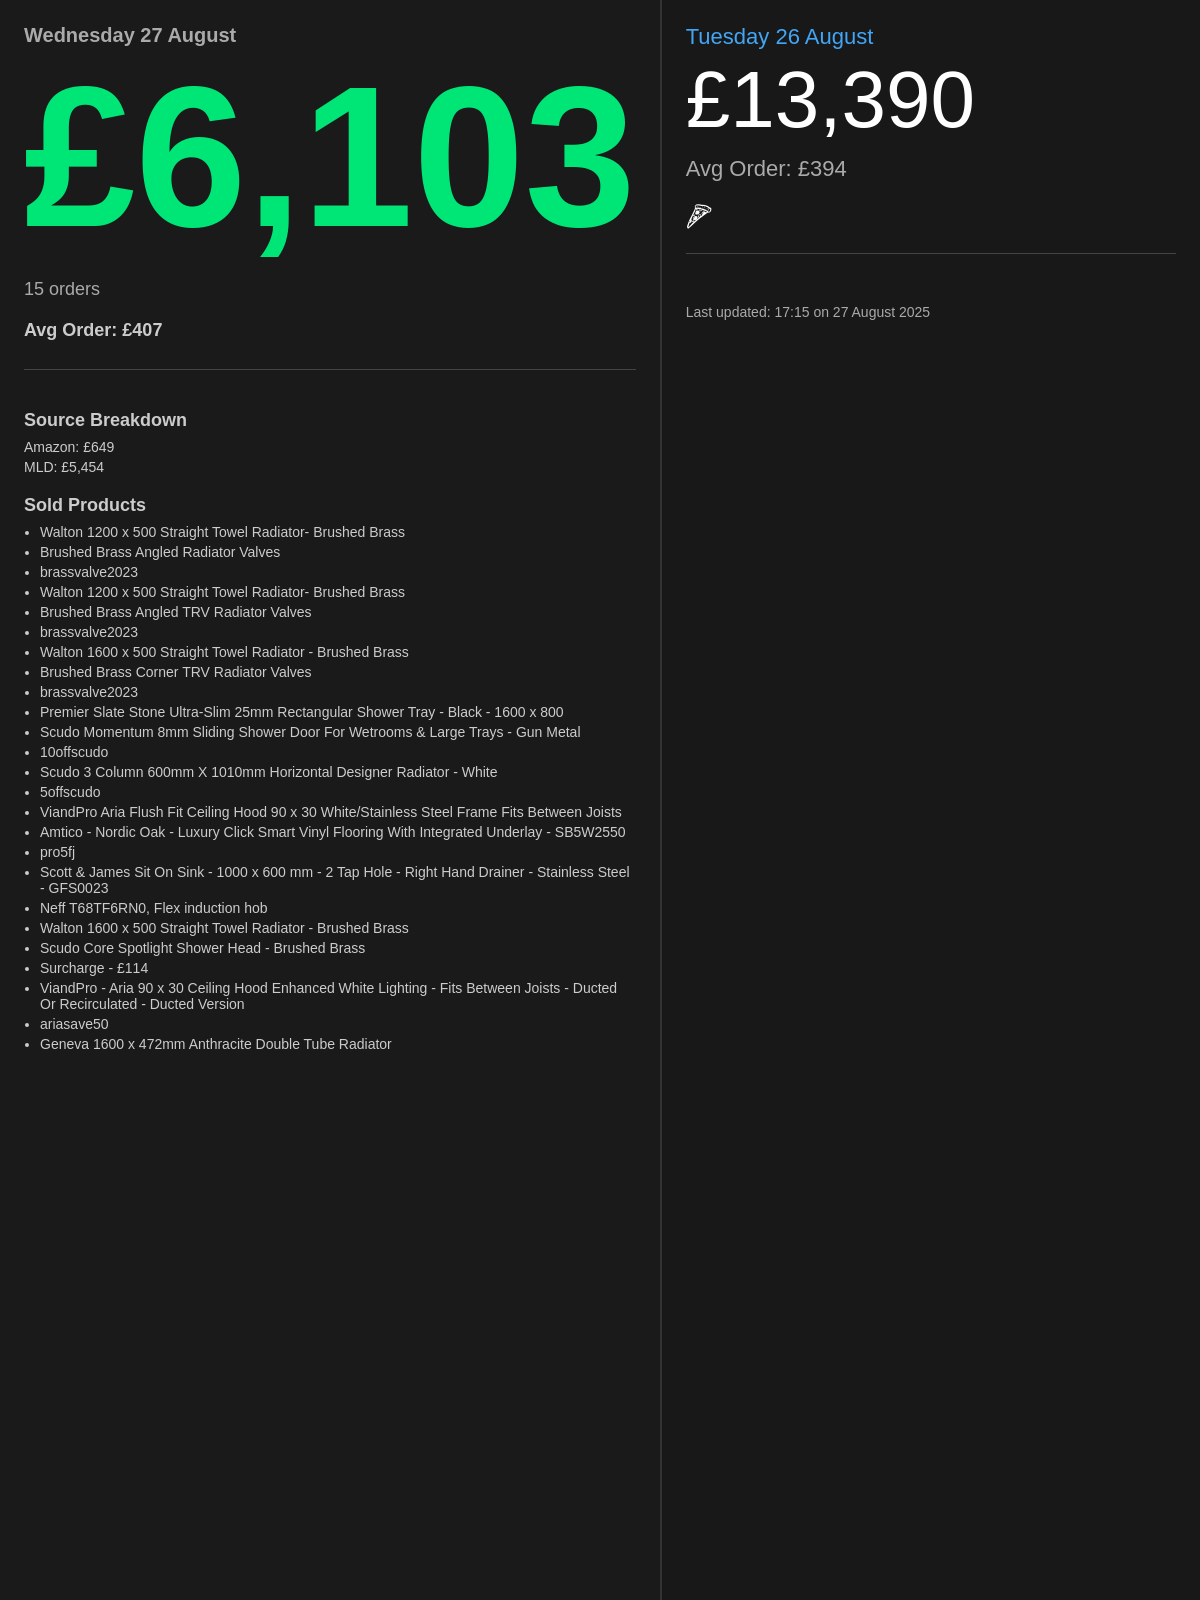 Wednesday 27 August
£6,103
15 orders
Avg Order: £407
Source Breakdown
Amazon: £649
MLD: £5,454
Sold Products
• Walton 1200 x 500 Straight Towel Radiator- Brushed Brass
• Brushed Brass Angled Radiator Valves
• brassvalve2023
• Walton 1200 x 500 Straight Towel Radiator- Brushed Brass
• Brushed Brass Angled TRV Radiator Valves
• brassvalve2023
• Walton 1600 x 500 Straight Towel Radiator - Brushed Brass
• Brushed Brass Corner TRV Radiator Valves
• brassvalve2023
• Premier Slate Stone Ultra-Slim 25mm Rectangular Shower Tray - Black - 1600 x 800
• Scudo Momentum 8mm Sliding Shower Door For Wetrooms & Large Trays - Gun Metal
• 10offscudo
• Scudo 3 Column 600mm X 1010mm Horizontal Designer Radiator - White
• 5offscudo
• ViandPro Aria Flush Fit Ceiling Hood 90 x 30 White/Stainless Steel Frame Fits Between Joists
• Amtico - Nordic Oak - Luxury Click Smart Vinyl Flooring With Integrated Underlay - SB5W2550
• pro5fj
• Scott & James Sit On Sink - 1000 x 600 mm - 2 Tap Hole - Right Hand Drainer - Stainless Steel
- GFS0023
• Neff T68TF6RN0, Flex induction hob
• Walton 1600 x 500 Straight Towel Radiator - Brushed Brass
• Scudo Core Spotlight Shower Head - Brushed Brass
• Surcharge - £114
• ViandPro - Aria 90 x 30 Ceiling Hood Enhanced White Lighting - Fits Between Joists - Ducted
Or Recirculated - Ducted Version
• ariasave50
• Geneva 1600 x 472mm Anthracite Double Tube Radiator
Tuesday 26 August
£13,390
Avg Order: £394
Last updated: 17:15 on 27 August 2025